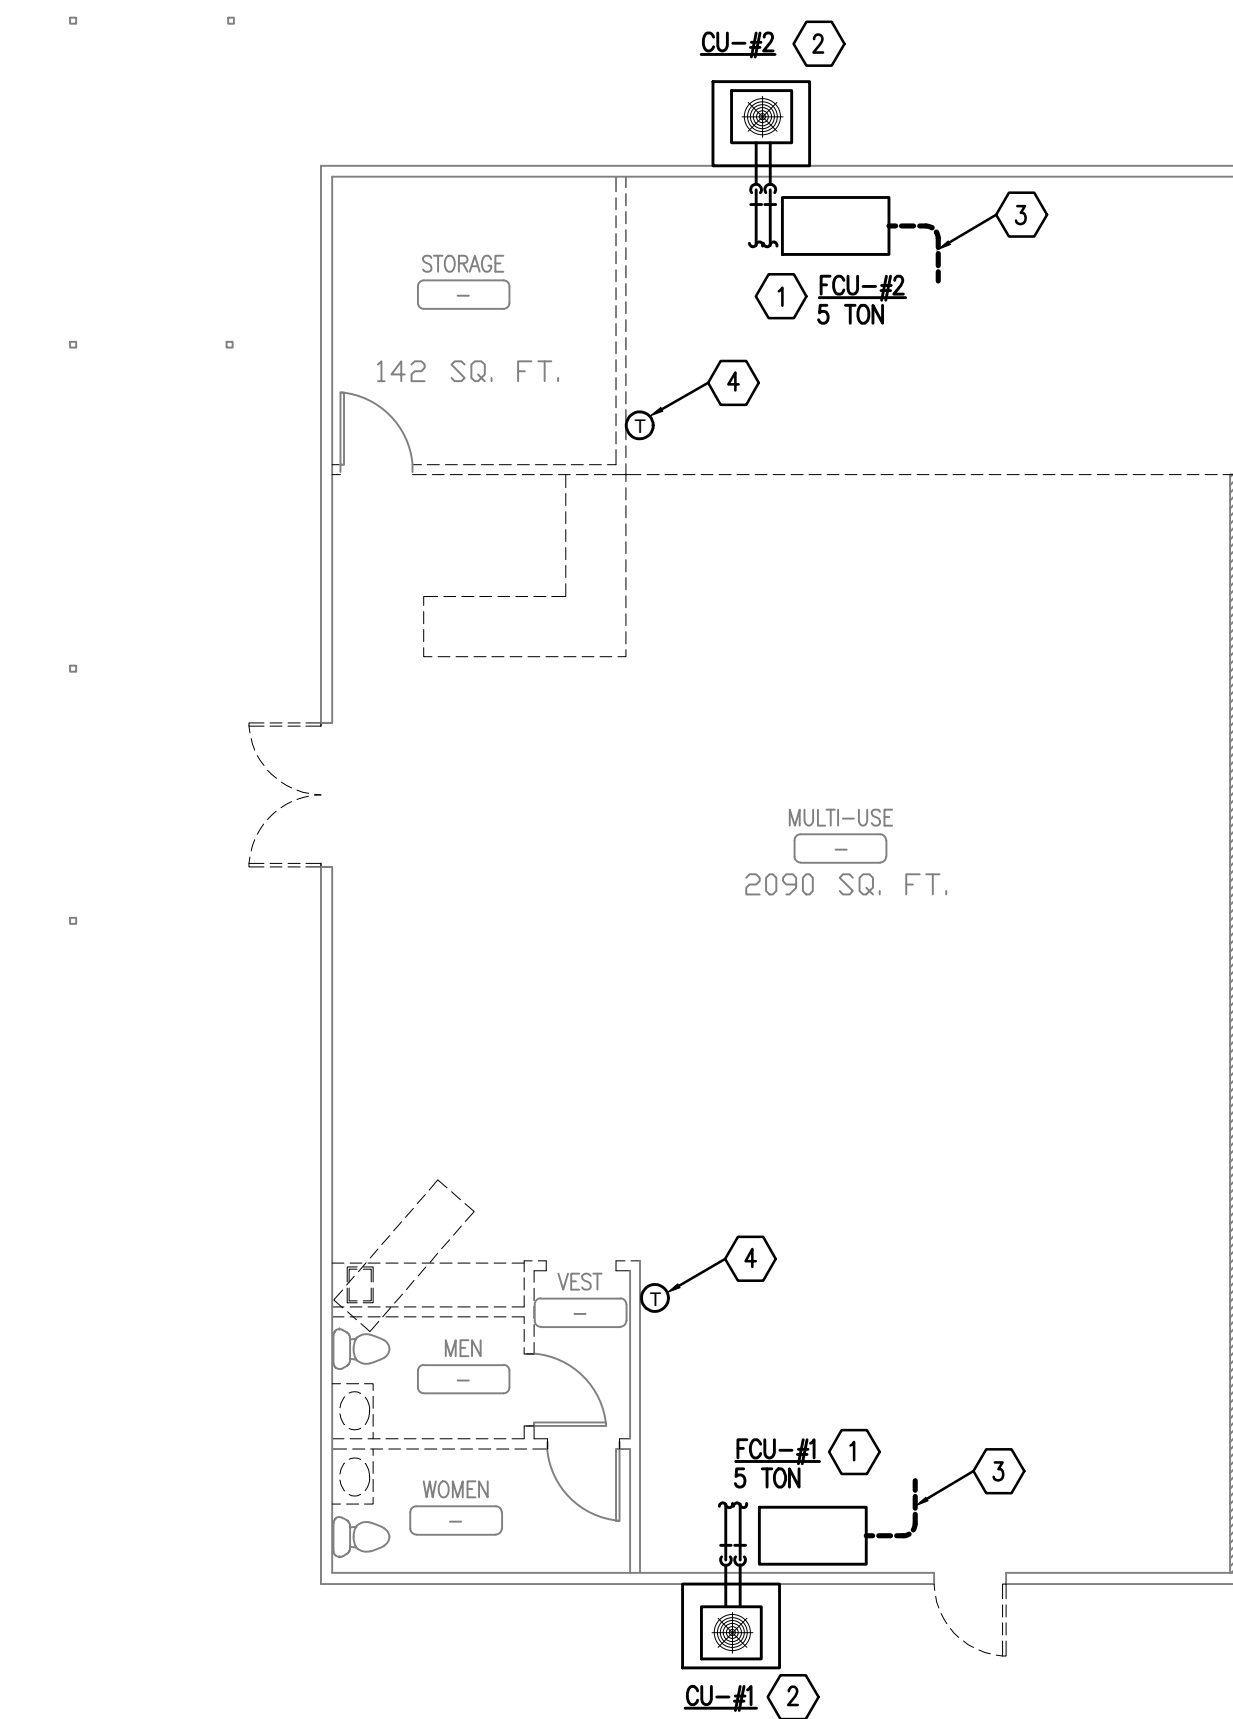 CU-#2 2
3
STORAGE
-
1 FCU-#2
5 TON
142 SQ. FT.
4
T
MULTI-USE
-
2090 SQ. FT.
4
VEST
T
-
MEN
-
FCU-#1 1
5 TON
3
WOMEN
-
CU-#1 2